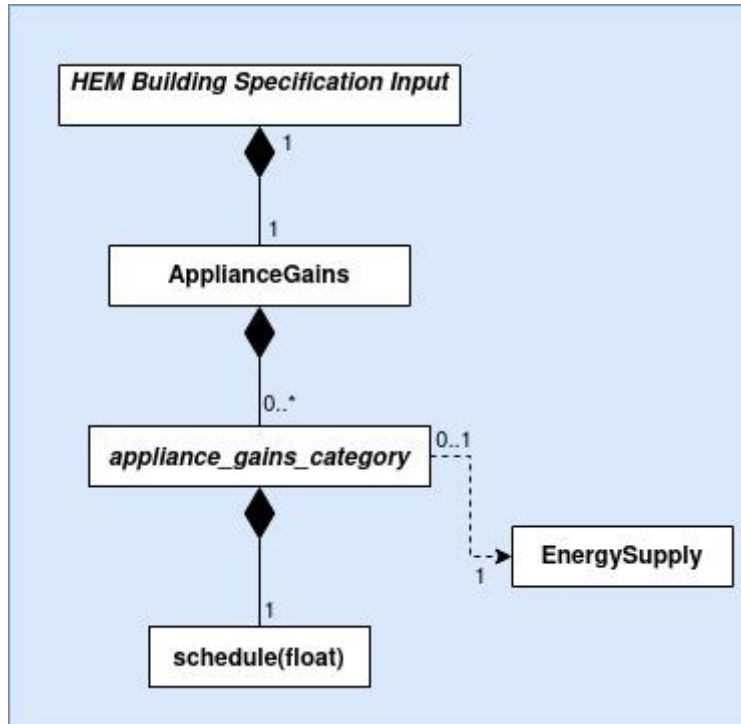 HEM Building Specification Input
1
1
ApplianceGains
0..*
appliance_gains_category
0..1
EnergySupply
1
1
schedule(float)